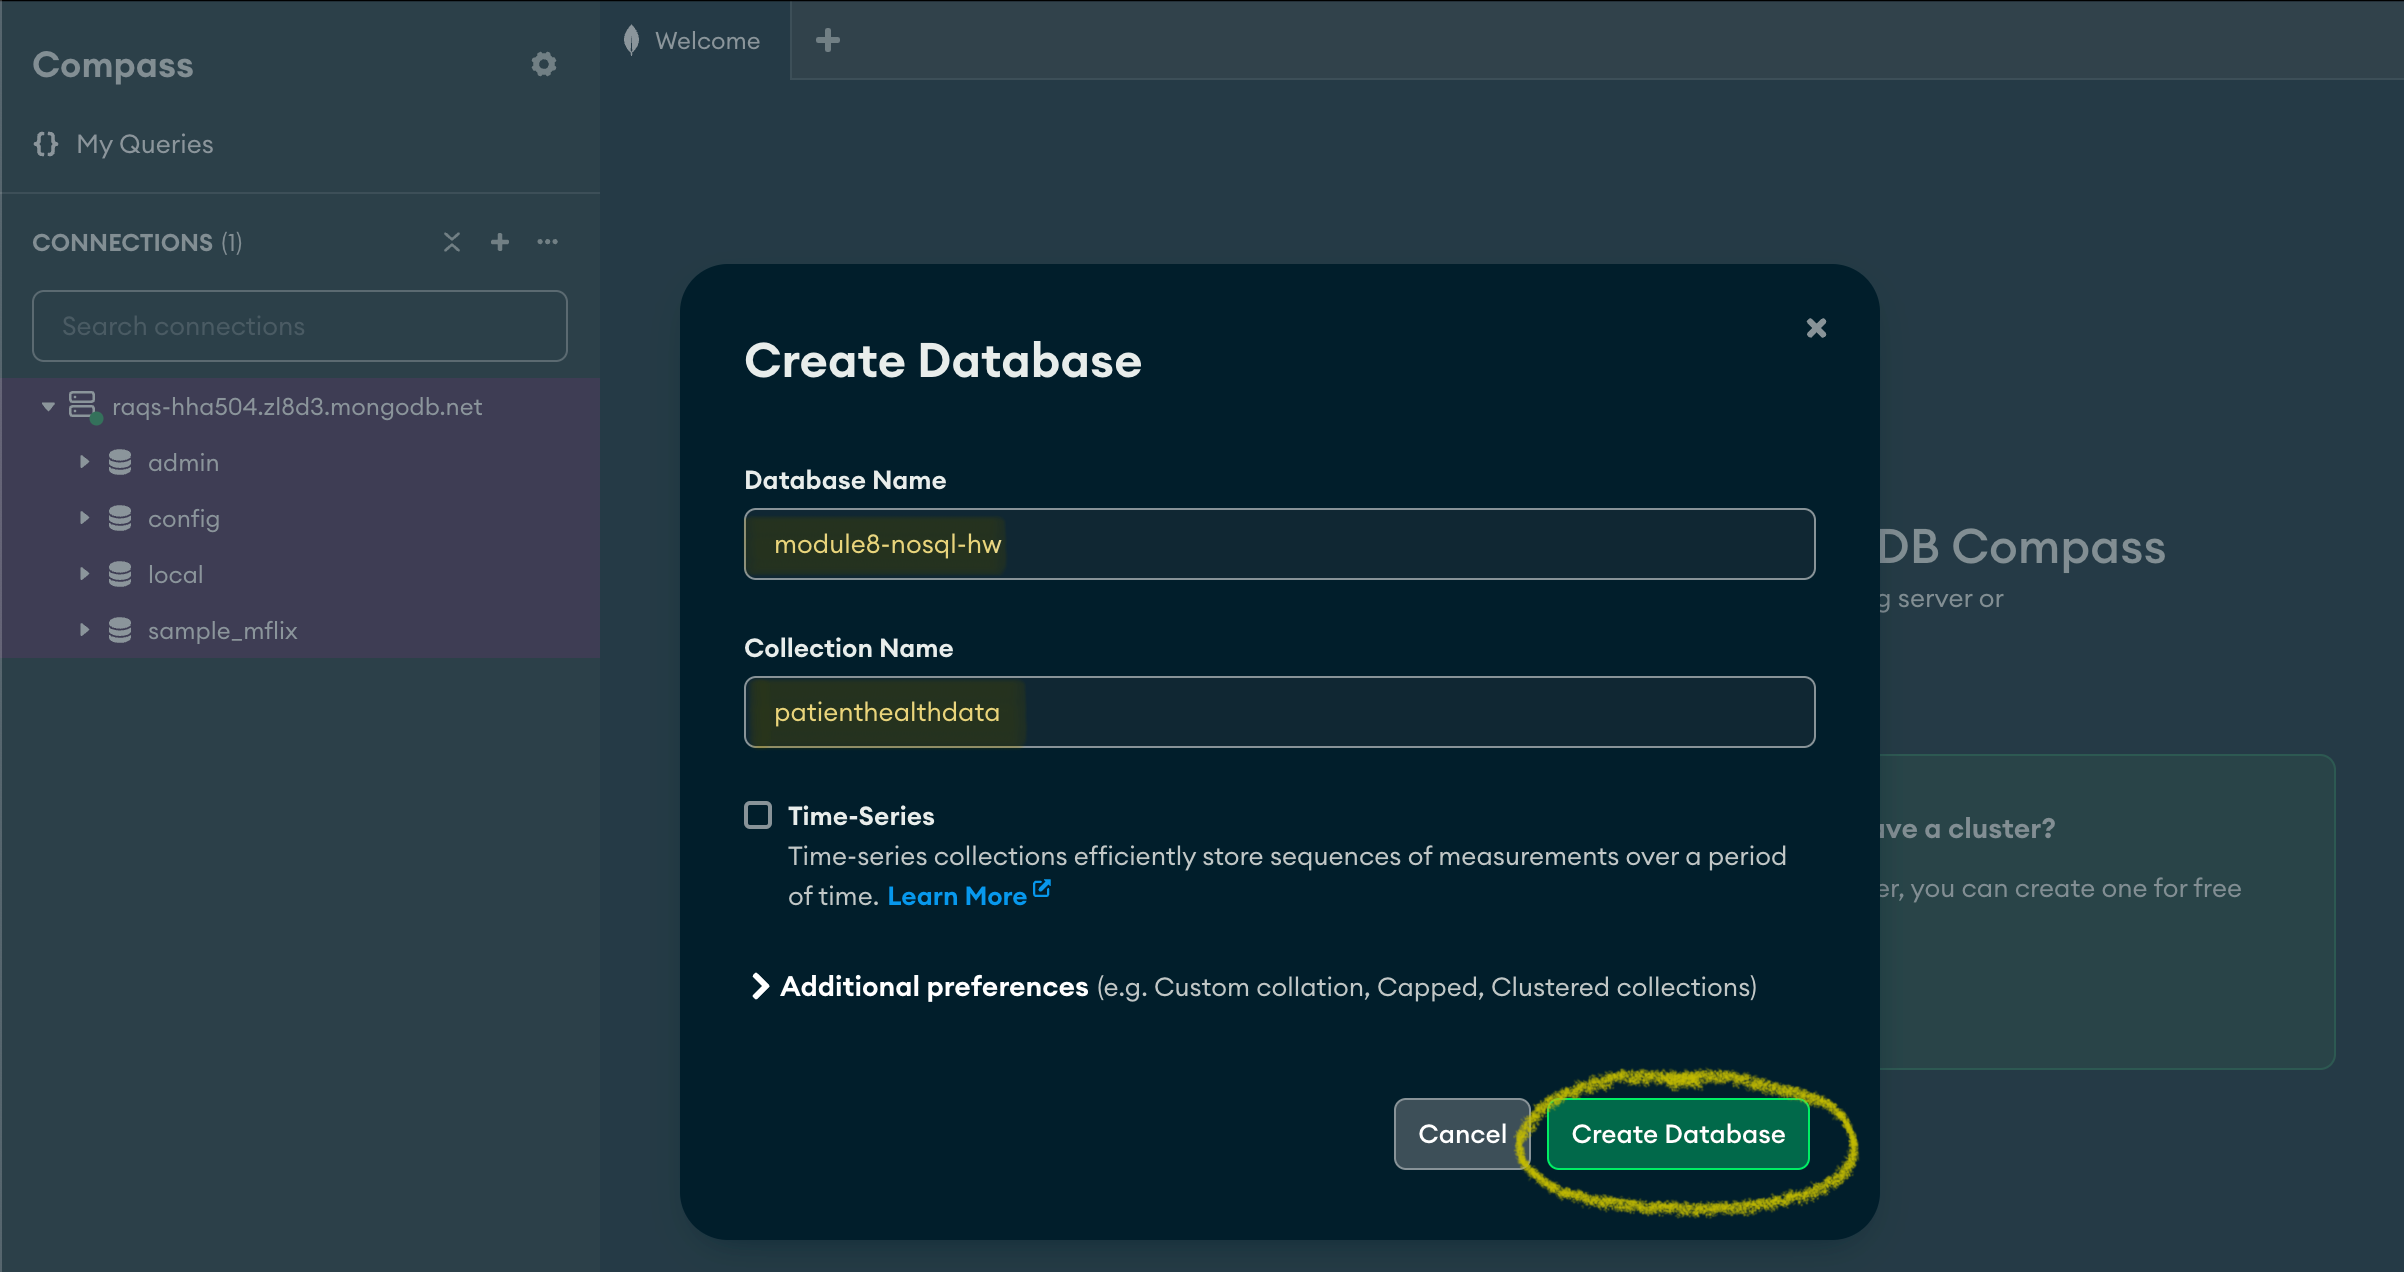 Compass
{} My Queries
CONNECTIONS (1)
Search connections
raqs-hha504.zl8d3.mongodb.net
admin
config
local
sample_mflix
Welcome
DB Compass
g server or
ave a cluster?
er, you can create one for free
Create Database
Database Name
module8-nosql-hw
Collection Name
patienthealthdata
Time-Series
Time-series collections efficiently store sequences of measurements over a period
of time. Learn More
Additional preferences (e.g. Custom collation, Capped, Clustered collections)
Cancel
Create Database